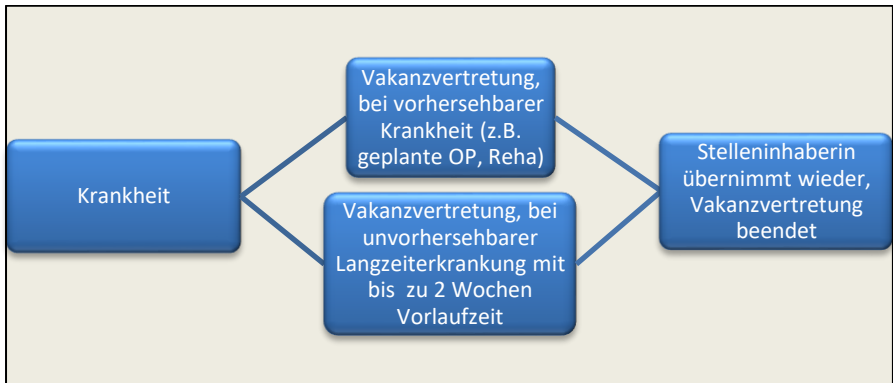 Krankheit
Vakanzvertretung,
bei vorhersehbarer
Krankheit (z.B.
geplante OP, Reha)
Vakanzvertretung, bei
unvorhersehbarer
Langzeiterkrankung mit
bis zu 2 Wochen
Vorlaufzeit
Stelleninhaberin
übernimmt wieder,
Vakanzvertretung
beendet